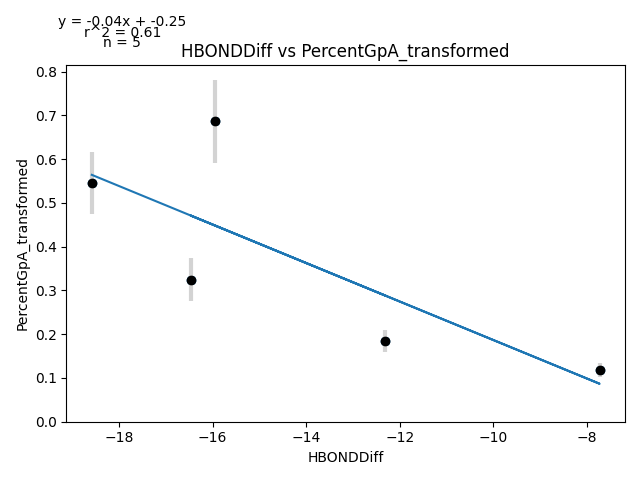 y = -0.04x + -0.25
r^2 = 0.61
n = 5
HBONDDiff vs PercentGpA_transformed
PercentGpA_transformed
0.8
0.7
0.6
0.5
0.4
0.3
0.2
0.1
0.0
−18 −16 −14 −12 −10 −8
HBONDDiff